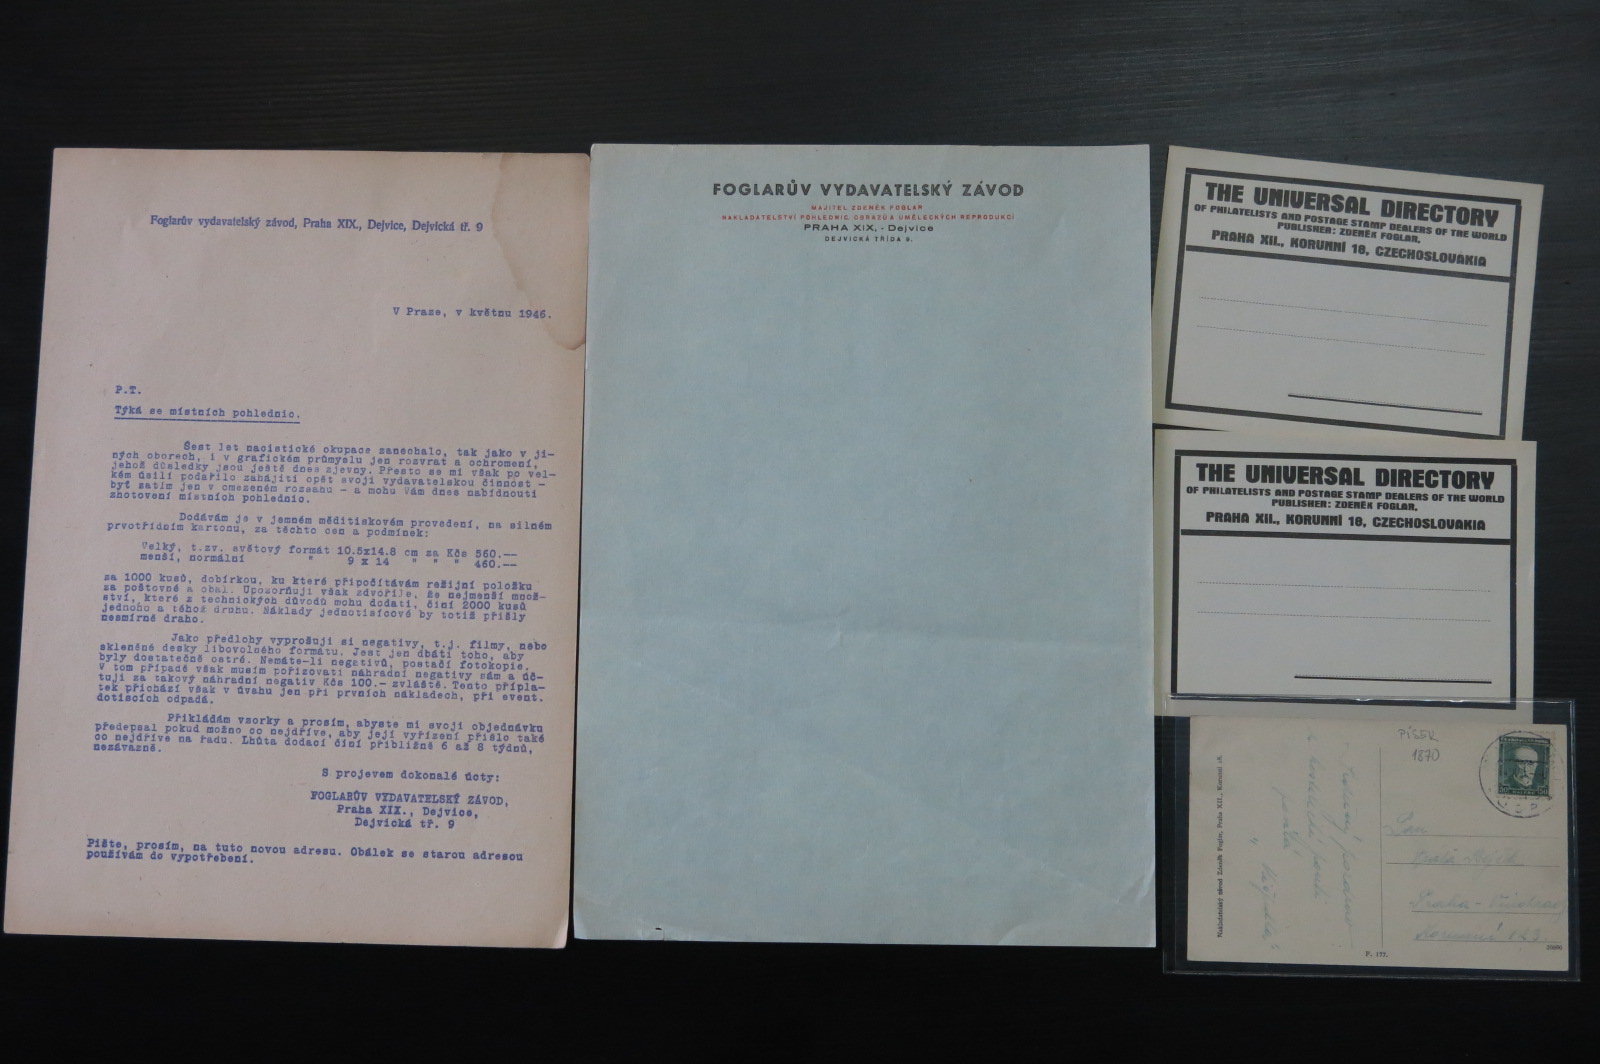 Foglarův vydavatelský závod, Praha XIX., Dejvice, Dejvická tř. 9
V Praze, v květnu 1946.
P.T.
Týká se místních pohlednic.
Šest let nacistické okupace zanechalo, tak jako v ji-
ných oborech, i v grafickém průmyslu jen rozvrat a ochromení,
jehož důsledky jsou ještě dnes zjevny. Přesto se mi však po vel-
kém úsilí podařilo zahájiti opět svoji vydavatelskou činnost -
byť zatím jen v omezeném rozsahu - a mohu Vám dnes nabídnouti
zhotovení místních pohlednic.
Dodávám je v jemném měditiskovém provedení, na silném
prvotřídním kartonu, za těchto cen a podmínek:
Velký, t.zv. světový formát 10.5x14.8 cm za Kčs 560.--
menší, normální " 9 x 14 " " " 460.--
za 1000 kusů, dobírkou, ku které připočítávám režijní položku
za poštovné a obal. Upozorňuji však zdvořile, že nejmenší množ-
ství, které z technických důvodů mohu dodati, činí 2000 kusů
jednoho a téhož druhu. Náklady jednotisícové by totiž přišly
nesmírně draho.
Jako předlohy vyprošuji si negativy, t.j. filmy, nebo
skleněné desky libovolného formátu. Jest jen dbáti toho, aby
byly dostatečně ostré. Nemáte-li negativů, postačí fotokopie.
V tom případě však musím pořizovati náhradní negativy sám a úč-
tuji za takový náhradní negativ Kčs 100.- zvláště. Tento přípla-
tek přichází však v úvahu jen při prvních nákladech, při event.
dotiscích odpadá.
Přikládám vzorky a prosím, abyste mi svoji objednávku
předepsal pokud možno co nejdříve, aby její vyřízení přišlo také
co nejdříve na řadu. Lhůta dodací činí přibližně 6 až 8 týdnů,
nezávazně.
S projevem dokonalé úcty:
FOGLARŮV VYDAVATELSKÝ ZÁVOD,
Praha XIX., Dejvice,
Dejvická tř. 9
Pište, prosím, na tuto novou adresu. Obálek se starou adresou
používám do vypotřebení.
FOGLARŮV VYDAVATELSKÝ ZÁVOD
MAJITEL ZDENĚK FOGLAR
NAKLADATELSTVÍ POHLEDNIC, OBRAZŮ A UMĚLECKÝCH REPRODUKCÍ
PRAHA XIX. - Dejvice
DEJVICKÁ TŘÍDA 9.
THE UNIVERSAL DIRECTORY
OF PHILATELISTS AND POSTAGE STAMP DEALERS OF THE WORLD
PUBLISHER: ZDENĚK FOGLAR,
PRAHA XII., KORUNNÍ 18, CZECHOSLOVAKIA
THE UNIVERSAL DIRECTORY
OF PHILATELISTS AND POSTAGE STAMP DEALERS OF THE WORLD
PUBLISHER: ZDENĚK FOGLAR,
PRAHA XII., KORUNNÍ 18, CZECHOSLOVAKIA
PÍSEK
1870
Nakladatelský závod Zdeněk Foglar, Praha XII., Korunní 18.
Pan
Praha -
Korunní
F. 177.